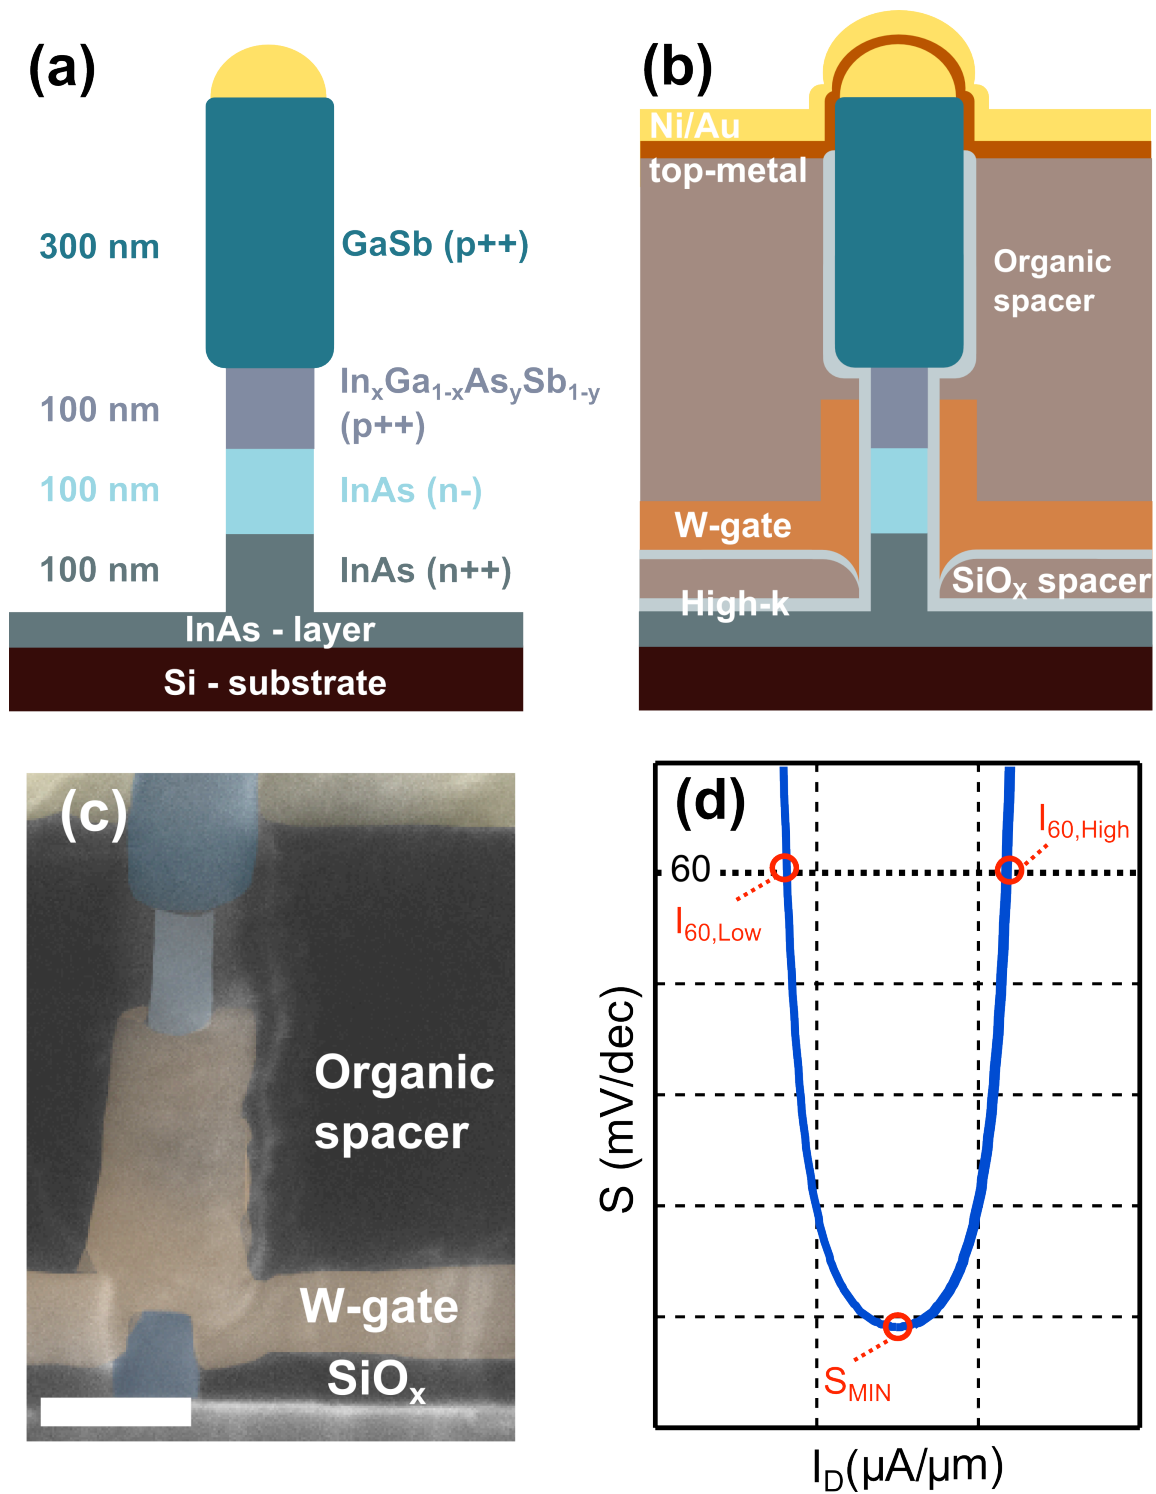 (a)
300 nm
GaSb (p++)
100 nm
InxGa1-xAsySb1-y
(p++)
100 nm
InAs (n-)
100 nm
InAs (n++)
InAs - layer
Si - substrate
(b)
Ni/Au
top-metal
Organic
spacer
W-gate
SiOx spacer
High-k
(c)
Organic
spacer
W-gate
SiOx
(d)
I60,High
60
I60,Low
S (mV/dec
SMIN
ID(µA/µm)